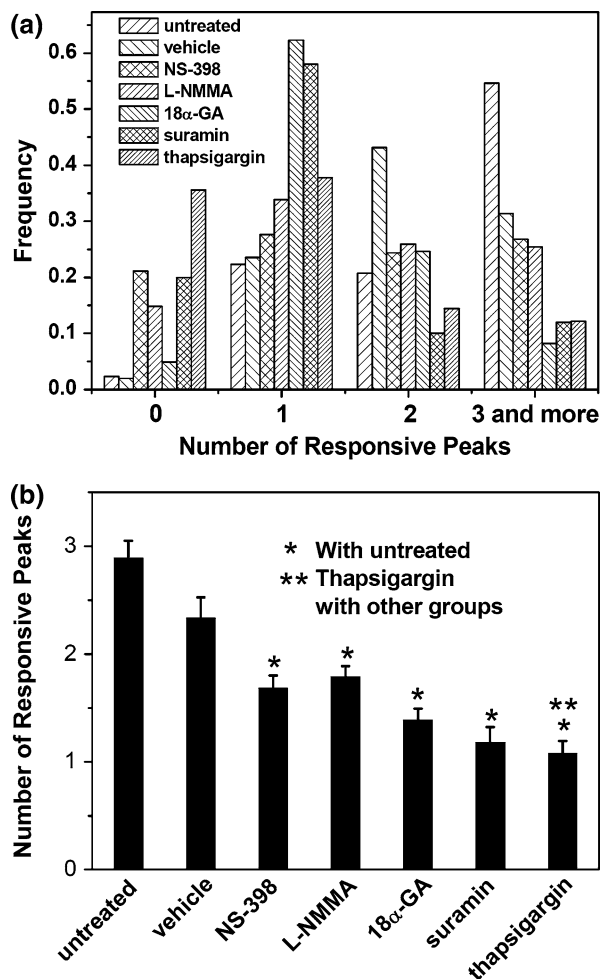 (a)
untreated
vehicle
NS-398
L-NMMA
18α-GA
suramin
thapsigargin
Frequency
0.6
0.5
0.4
0.3
0.2
0.1
0.0
0 1 2 3 and more
Number of Responsive Peaks
(b)
* With untreated
** Thapsigargin
with other groups
Number of Responsive Peaks
3
2
1
0
* * * * ** *
untreated vehicle NS-398 L-NMMA 18α-GA suramin thapsigargin